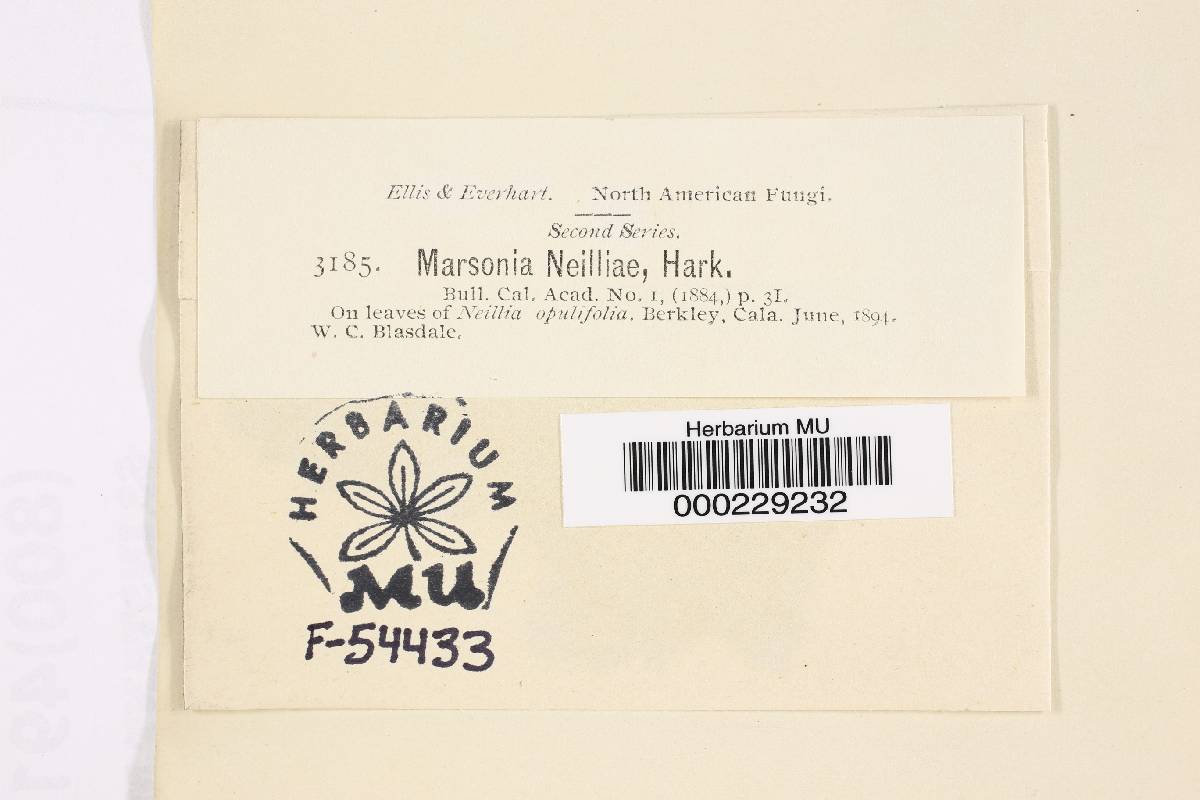 Ellis & Everhart. North American Fungi.
Second Series.
3185. Marsonia Neilliae, Hark.
Bull. Cal. Acad. No. 1, (1884,) p. 31.
On leaves of Neillia opulifolia. Berkley, Cala. June, 1894.
W. C. Blasdale.
HERBARIUM
MU
F-54433
Herbarium MU
000229232